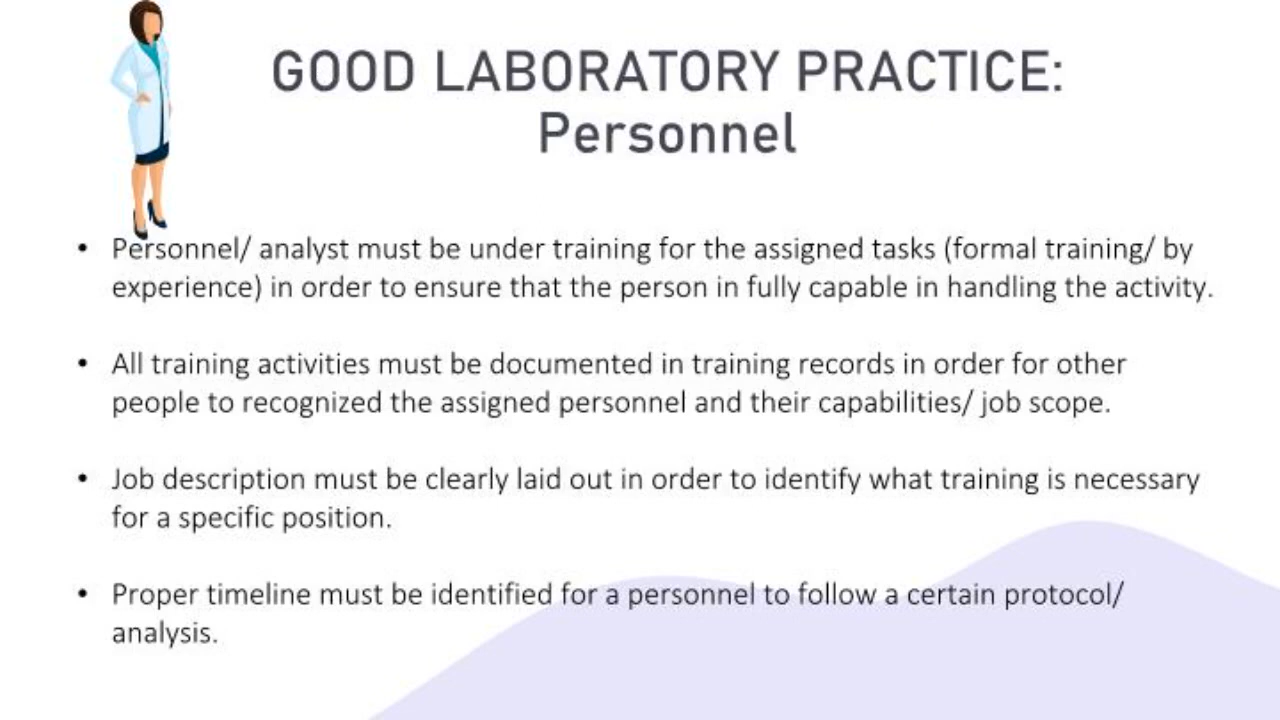 GOOD LABORATORY PRACTICE:
Personnel
• Personnel/ analyst must be under training for the assigned tasks (formal training/ by
experience) in order to ensure that the person in fully capable in handling the activity.
• All training activities must be documented in training records in order for other
people to recognized the assigned personnel and their capabilities/ job scope.
• Job description must be clearly laid out in order to identify what training is necessary
for a specific position.
• Proper timeline must be identified for a personnel to follow a certain protocol/
analysis.